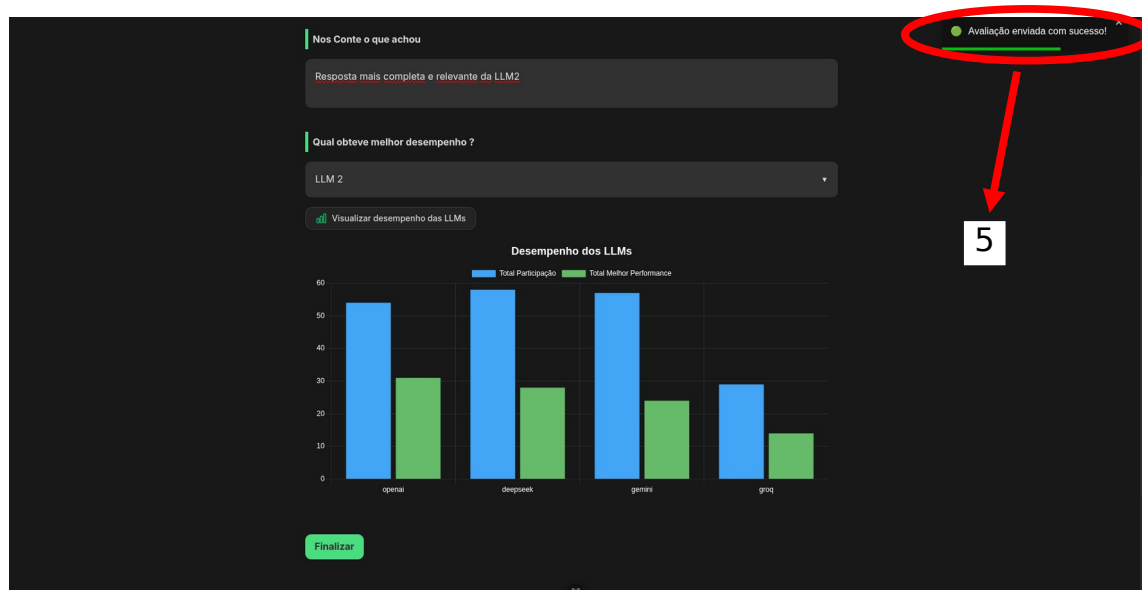 Nos Conte o que achou
Avaliação enviada com sucesso!
×
Resposta mais completa e relevante da LLM2
Qual obteve melhor desempenho ?
LLM 2
Visualizar desempenho das LLMs
5
Desempenho dos LLMs
Total Participação Total Melhor Performance
60
50
40
30
20
10
0
openai deepseek gemini groq
Finalizar